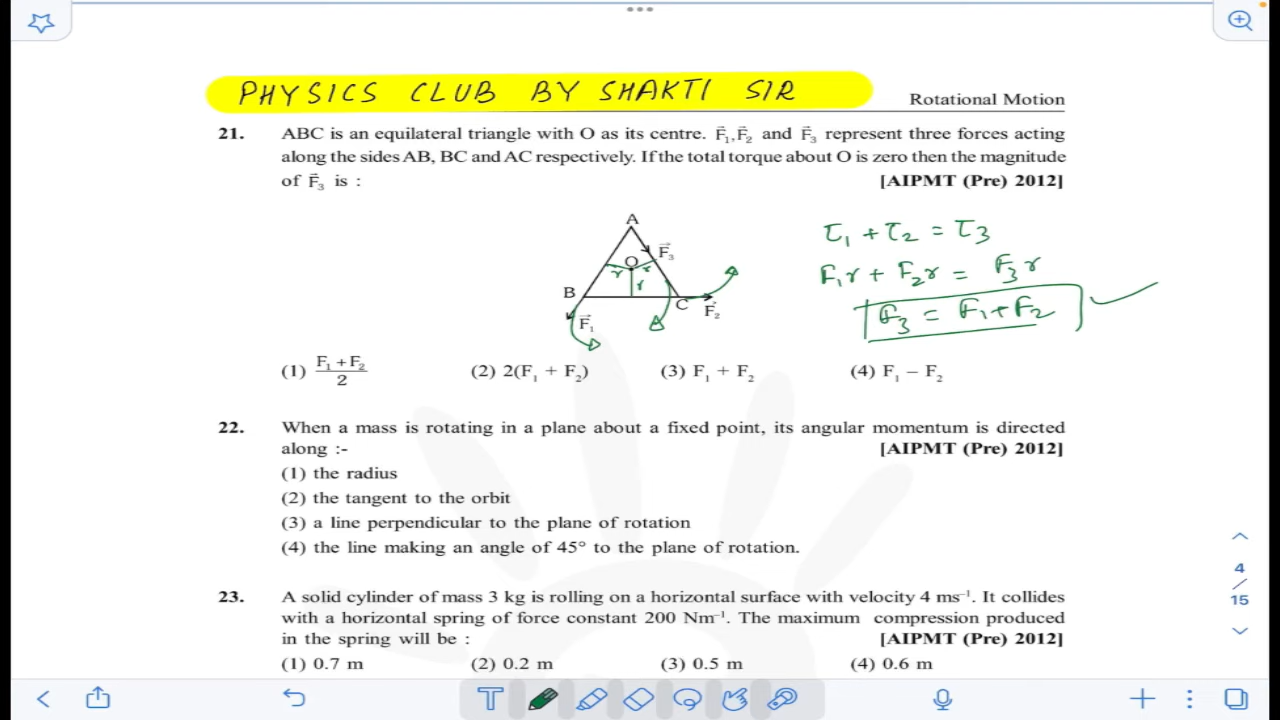 PHYSICS CLUB BY SHAKTI SIR
Rotational Motion
21. ABC is an equilateral triangle with O as its centre. F⃗₁, F⃗₂ and F⃗₃ represent three forces acting
along the sides AB, BC and AC respectively. If the total torque about O is zero then the magnitude
of F⃗₃ is : [AIPMT (Pre) 2012]
A
F⃗₃
O
r r
r
B
C
F⃗₁
F⃗₂
τ₁ + τ₂ = τ₃
F₁r + F₂r = F₃r
F₃ = F₁+F₂
(1) F₁ + F₂ / 2 (2) 2(F₁ + F₂) (3) F₁ + F₂ (4) F₁ − F₂
22. When a mass is rotating in a plane about a fixed point, its angular momentum is directed
along :- [AIPMT (Pre) 2012]
(1) the radius
(2) the tangent to the orbit
(3) a line perpendicular to the plane of rotation
(4) the line making an angle of 45° to the plane of rotation.
23. A solid cylinder of mass 3 kg is rolling on a horizontal surface with velocity 4 ms⁻¹. It collides
with a horizontal spring of force constant 200 Nm⁻¹. The maximum compression produced
in the spring will be : [AIPMT (Pre) 2012]
(1) 0.7 m (2) 0.2 m (3) 0.5 m (4) 0.6 m
4
/
15
T